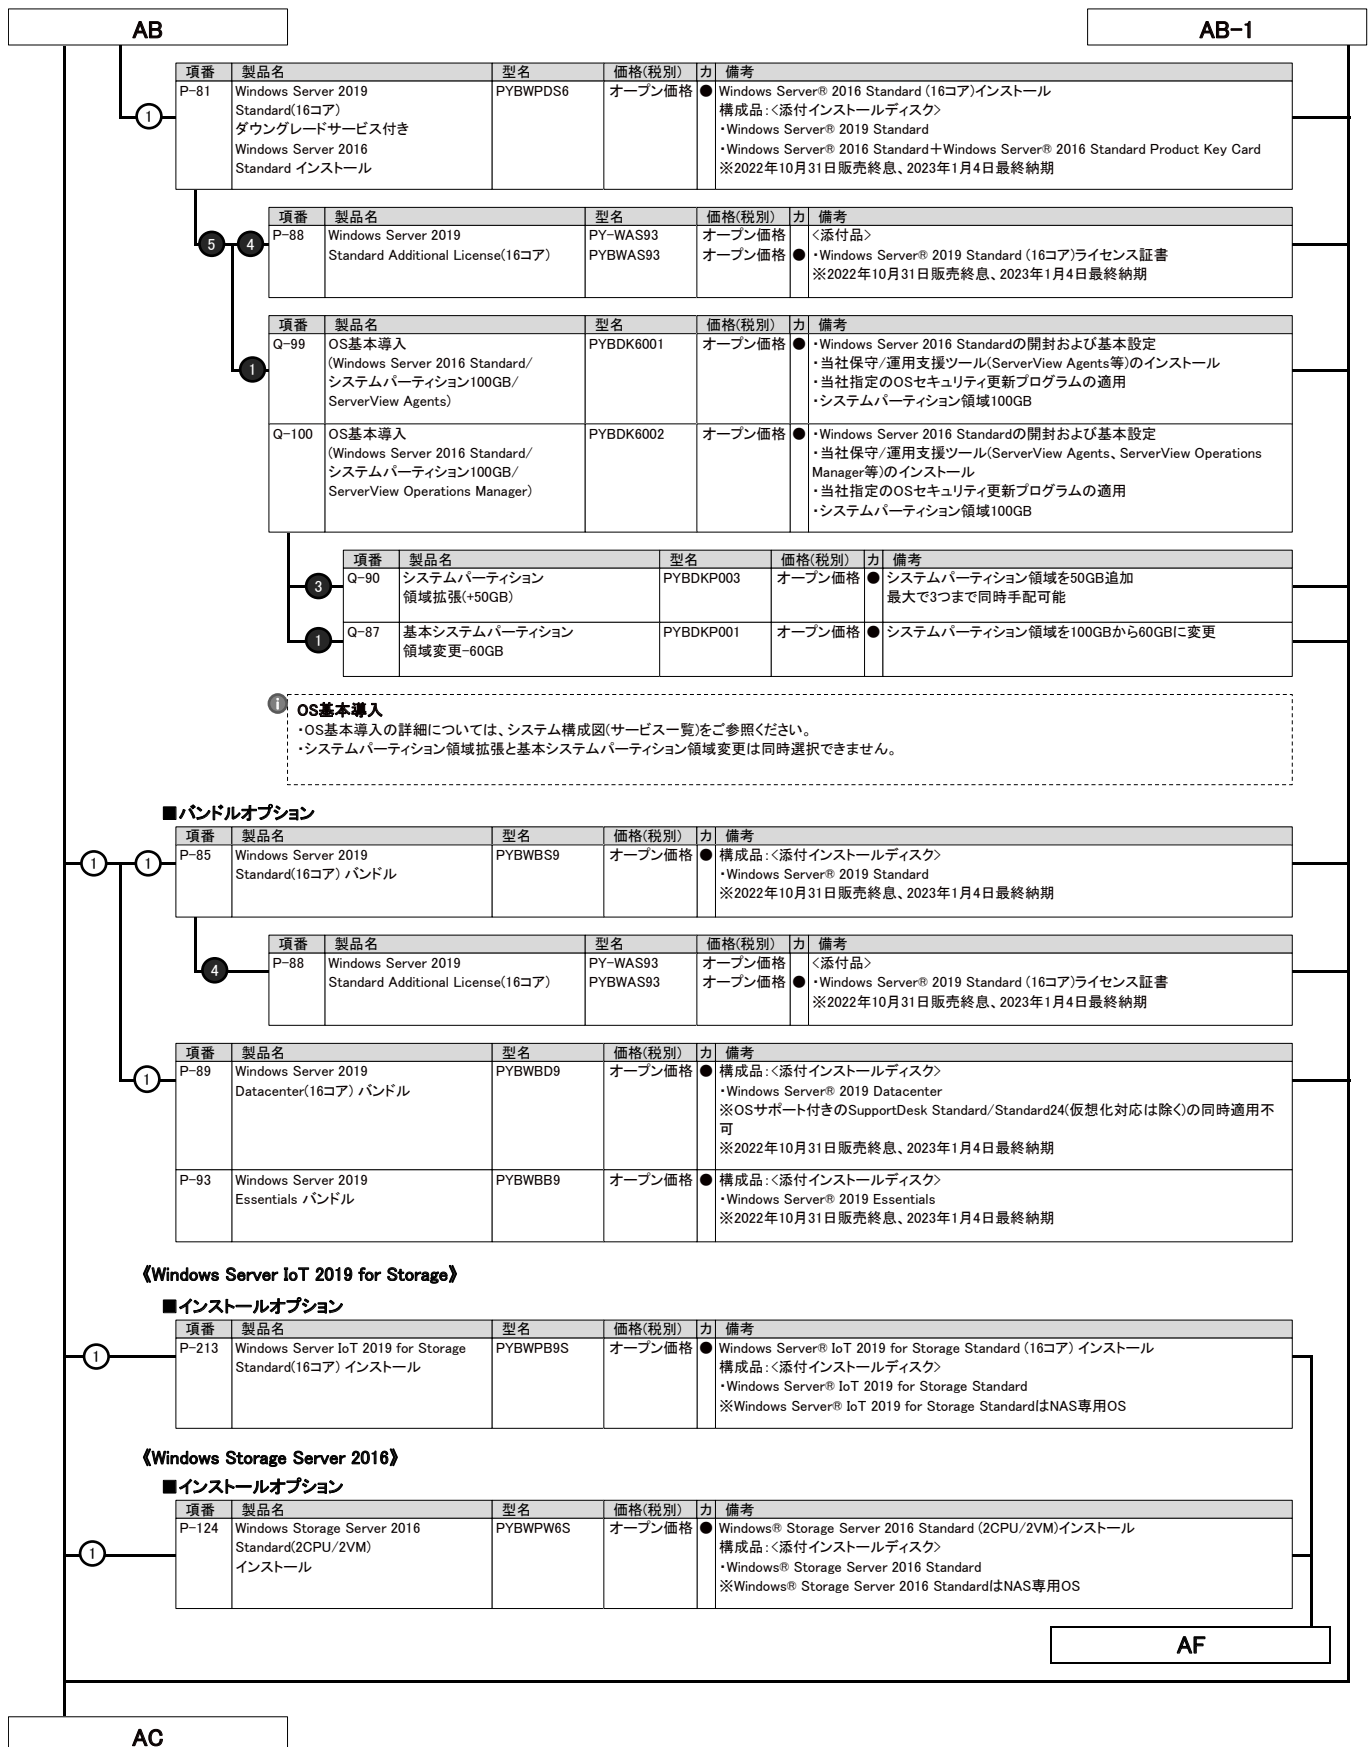 AB
AB-1
項番 製品名 型名 価格(税別) カ 備考
P-81 Windows Server 2019 PYBWPDS6 オープン価格 ● Windows Server® 2016 Standard (16コア)インストール
Standard(16コア) 構成品:<添付インストールディスク>
ダウングレードサービス付き ・Windows Server® 2019 Standard
Windows Server 2016 ・Windows Server® 2016 Standard+Windows Server® 2016 Standard Product Key Card
Standard インストール ※2022年10月31日販売終息、2023年1月4日最終納期
1
項番 製品名 型名 価格(税別) カ 備考
5 4 P-88 Windows Server 2019 PY-WAS93 オープン価格 <添付品>
Standard Additional License(16コア) PYBWAS93 オープン価格 ● ・Windows Server® 2019 Standard (16コア)ライセンス証書
※2022年10月31日販売終息、2023年1月4日最終納期
項番 製品名 型名 価格(税別) カ 備考
Q-99 OS基本導入 PYBDK6001 オープン価格 ● ・Windows Server 2016 Standardの開封および基本設定
(Windows Server 2016 Standard/ ・当社保守/運用支援ツール(ServerView Agents等)のインストール
1 システムパーティション100GB/ ・当社指定のOSセキュリティ更新プログラムの適用
ServerView Agents) ・システムパーティション領域100GB
Q-100 OS基本導入 PYBDK6002 オープン価格 ● ・Windows Server 2016 Standardの開封および基本設定
(Windows Server 2016 Standard/ ・当社保守/運用支援ツール(ServerView Agents、ServerView Operations
システムパーティション100GB/ Manager等)のインストール
ServerView Operations Manager) ・当社指定のOSセキュリティ更新プログラムの適用
・システムパーティション領域100GB
項番 製品名 型名 価格(税別) カ 備考
3 Q-90 システムパーティション PYBDKP003 オープン価格 ● システムパーティション領域を50GB追加
領域拡張(+50GB) 最大で3つまで同時手配可能
1 Q-87 基本システムパーティション PYBDKP001 オープン価格 ● システムパーティション領域を100GBから60GBに変更
領域変更-60GB
i OS基本導入
・OS基本導入の詳細については、システム構成図(サービス一覧)をご参照ください。
・システムパーティション領域拡張と基本システムパーティション領域変更は同時選択できません。
■バンドルオプション
項番 製品名 型名 価格(税別) カ 備考
1 1 P-85 Windows Server 2019 PYBWBS9 オープン価格 ● 構成品:<添付インストールディスク>
Standard(16コア) バンドル ・Windows Server® 2019 Standard
※2022年10月31日販売終息、2023年1月4日最終納期
項番 製品名 型名 価格(税別) カ 備考
4 P-88 Windows Server 2019 PY-WAS93 オープン価格 <添付品>
Standard Additional License(16コア) PYBWAS93 オープン価格 ● ・Windows Server® 2019 Standard (16コア)ライセンス証書
※2022年10月31日販売終息、2023年1月4日最終納期
項番 製品名 型名 価格(税別) カ 備考
1 P-89 Windows Server 2019 PYBWBD9 オープン価格 ● 構成品:<添付インストールディスク>
Datacenter(16コア) バンドル ・Windows Server® 2019 Datacenter
※OSサポート付きのSupportDesk Standard/Standard24(仮想化対応は除く)の同時適用不
可
※2022年10月31日販売終息、2023年1月4日最終納期
P-93 Windows Server 2019 PYBWBB9 オープン価格 ● 構成品:<添付インストールディスク>
Essentials バンドル ・Windows Server® 2019 Essentials
※2022年10月31日販売終息、2023年1月4日最終納期
《Windows Server IoT 2019 for Storage》
■インストールオプション
項番 製品名 型名 価格(税別) カ 備考
1 P-213 Windows Server IoT 2019 for Storage PYBWPB9S オープン価格 ● Windows Server® IoT 2019 for Storage Standard (16コア) インストール
Standard(16コア) インストール 構成品:<添付インストールディスク>
・Windows Server® IoT 2019 for Storage Standard
※Windows Server® IoT 2019 for Storage StandardはNAS専用OS
《Windows Storage Server 2016》
■インストールオプション
項番 製品名 型名 価格(税別) カ 備考
P-124 Windows Storage Server 2016 PYBWPW6S オープン価格 ● Windows® Storage Server 2016 Standard (2CPU/2VM)インストール
1 Standard(2CPU/2VM) 構成品:<添付インストールディスク>
インストール ・Windows® Storage Server 2016 Standard
※Windows® Storage Server 2016 StandardはNAS専用OS
AF
AC